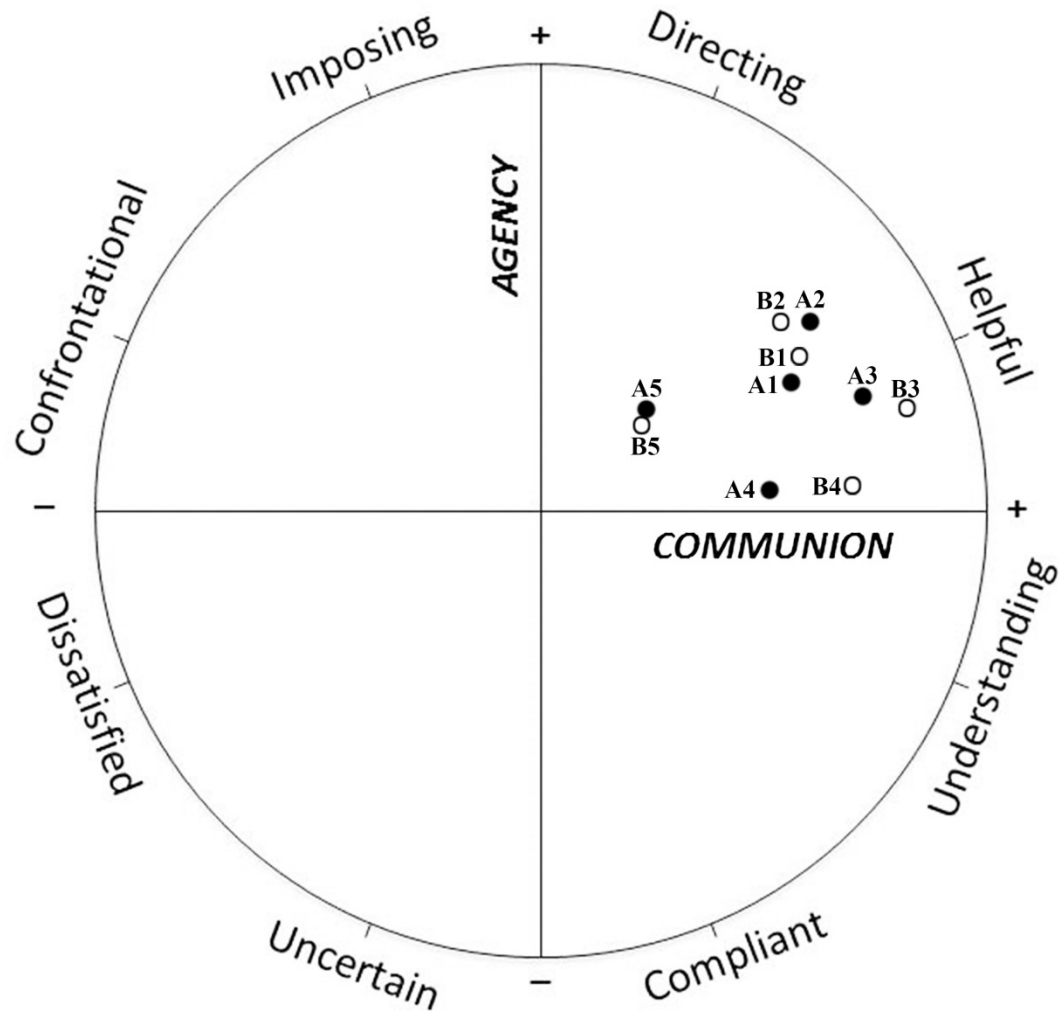 +
Imposing
Directing
AGENCY
Confrontational
Helpful
B2 A2
B1
A1
A3
B3
A5
B5
A4
B4
–
+
COMMUNION
Dissatisfied
Understanding
Uncertain
Compliant
–